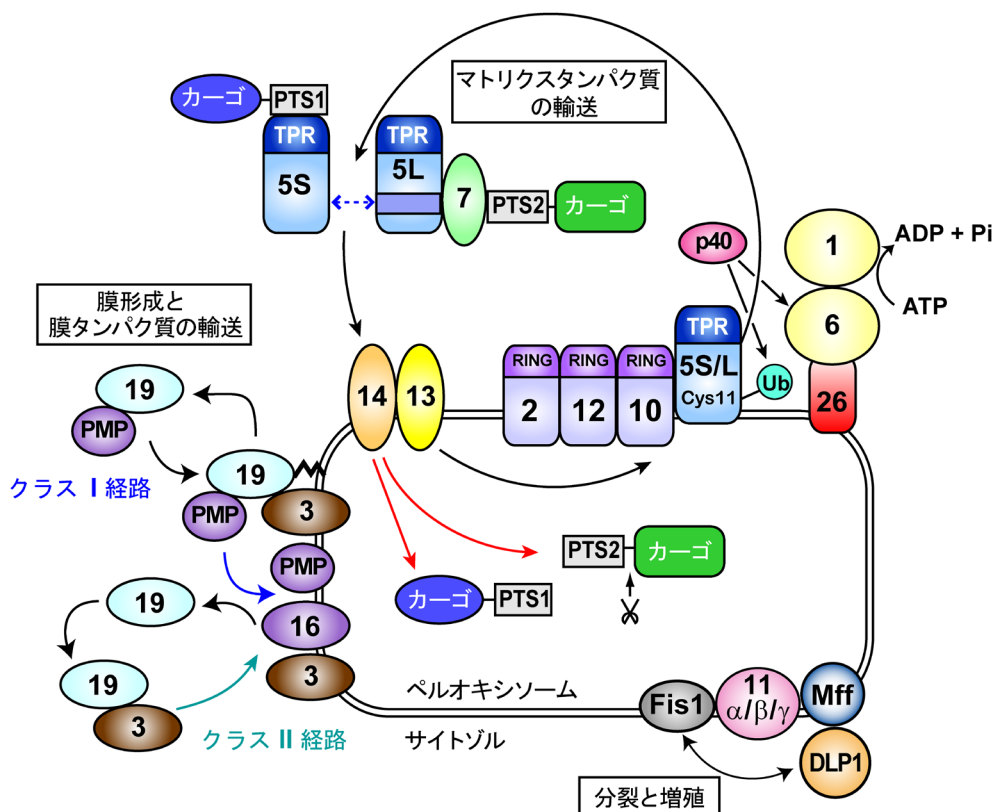 マトリクスタンパク質
の輸送
カーゴ
PTS1
TPR
5S
TPR
5L
7
PTS2
カーゴ
p40
1
ADP + Pi
ATP
6
26
膜形成と
膜タンパク質の輸送
19
PMP
クラス I 経路
19
PMP
3
14
13
RING
2
RING
12
RING
10
TPR
5S/L
Cys11
Ub
PMP
PTS2
カーゴ
カーゴ
PTS1
19
16
19
3
3
クラス II 経路
ペルオキシソーム
サイトゾル
Fis1
11
α/β/γ
Mff
DLP1
分裂と増殖